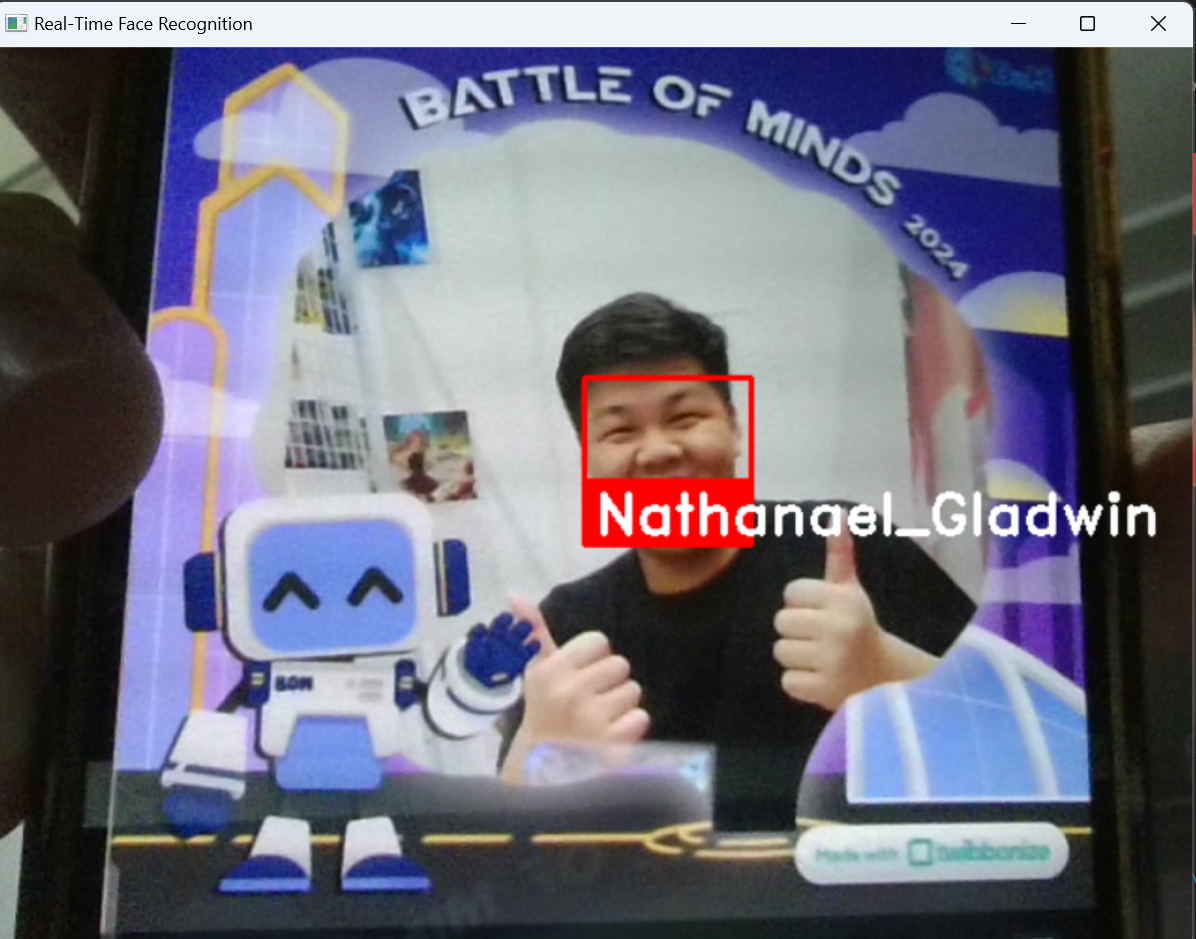 Real-Time Face Recognition
BATTLE OF MINDS
2024
Nathanael_Gladwin
BOM
Made with twibbonize